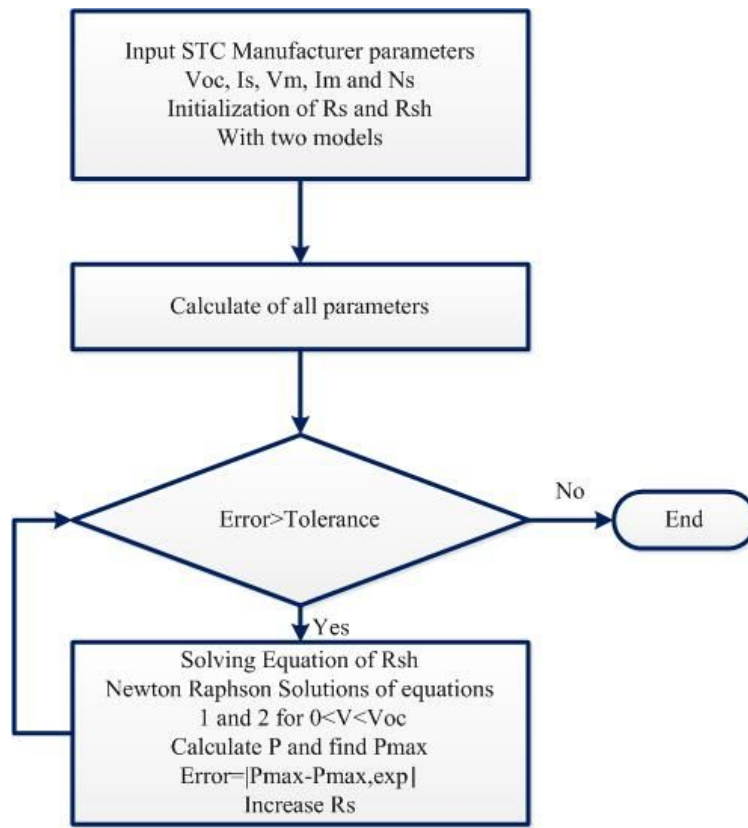 Input STC Manufacturer parameters
Voc, Is, Vm, Im and Ns
Initialization of Rs and Rsh
With two models
Calculate of all parameters
Error>Tolerance
No
End
Yes
Solving Equation of Rsh
Newton Raphson Solutions of equations
1 and 2 for 0<V<Voc
Calculate P and find Pmax
Error=|Pmax-Pmax,exp|
Increase Rs